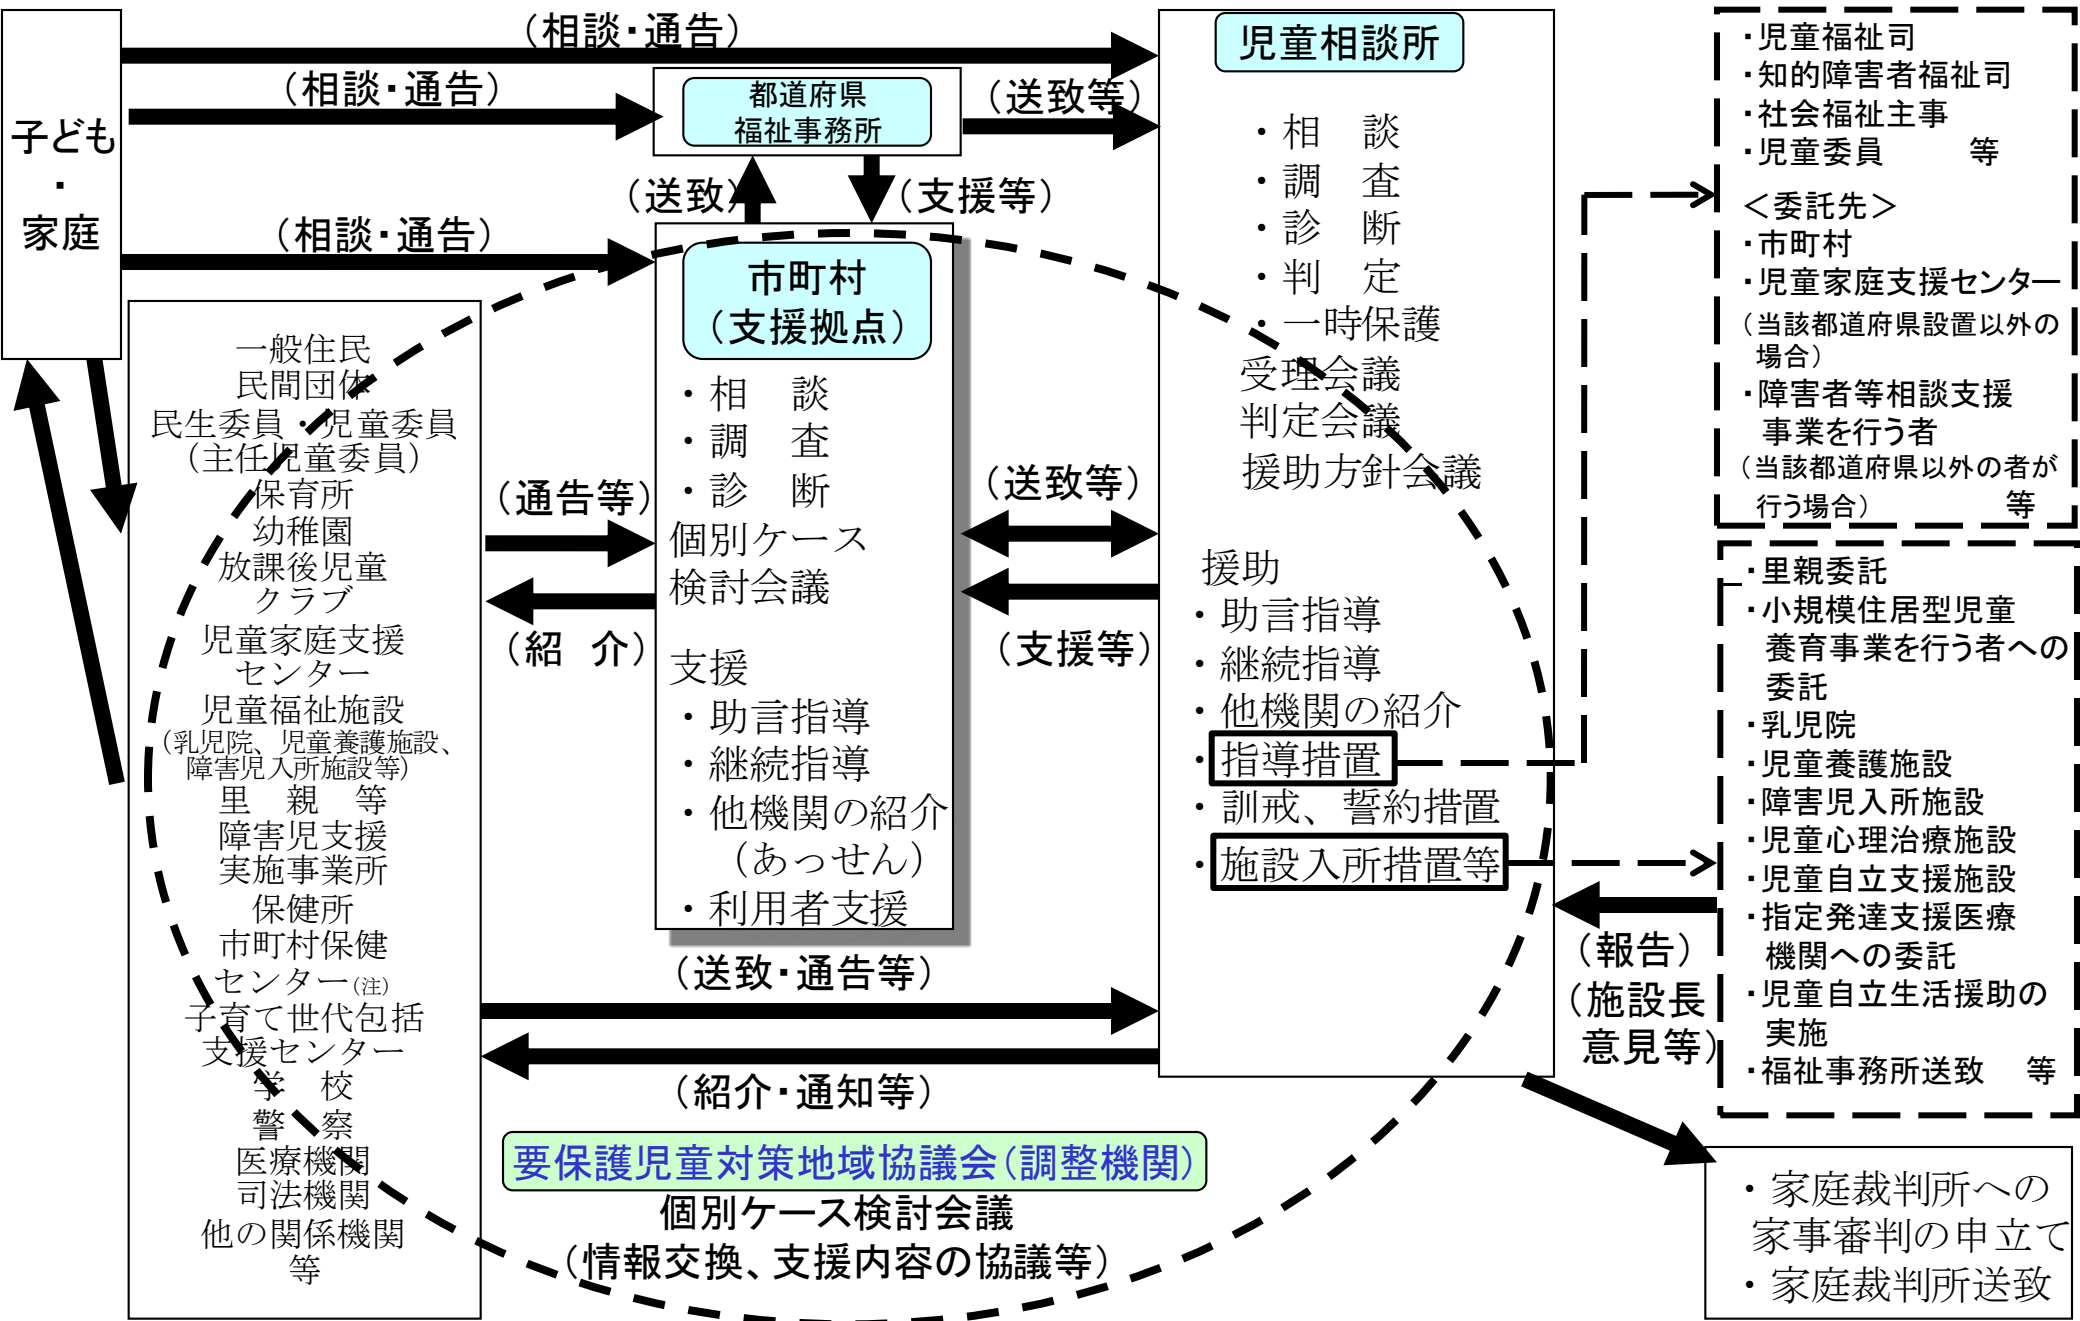 子ども
・
家庭
（相談・通告）
（相談・通告）
（相談・通告）
都道府県
福祉事務所
（送致等）
（送致）
（支援等）
一般住民
民間団体
民生委員・児童委員
（主任児童委員）
保育所
幼稚園
放課後児童
クラブ
児童家庭支援
センター
児童福祉施設
（乳児院、児童養護施設、
障害児入所施設等）
里　親　等
障害児支援
実施事業所
保健所
市町村保健
センター（注）
子育て世代包括
支援センター
学　校
警　察
医療機関
司法機関
他の関係機関
等
（通告等）
（紹　介）
市町村
（支援拠点）
・相　談
・調　査
・診　断
個別ケース
検討会議
支援
・助言指導
・継続指導
・他機関の紹介
（あっせん）
・利用者支援
（送致等）
（支援等）
（送致・通告等）
（紹介・通知等）
要保護児童対策地域協議会（調整機関）
個別ケース検討会議
（情報交換、支援内容の協議等）
児童相談所
・相　談
・調　査
・診　断
・判　定
・一時保護
受理会議
判定会議
援助方針会議
援助
・助言指導
・継続指導
・他機関の紹介
・指導措置
・訓戒、誓約措置
・施設入所措置等
（報告）
（施設長
意見等）
・児童福祉司
・知的障害者福祉司
・社会福祉主事
・児童委員　　等
＜委託先＞
・市町村
・児童家庭支援センター
（当該都道府県設置以外の
場合）
・障害者等相談支援
事業を行う者
（当該都道府県以外の者が
行う場合）　　　　等
・里親委託
・小規模住居型児童
養育事業を行う者への
委託
・乳児院
・児童養護施設
・障害児入所施設
・児童心理治療施設
・児童自立支援施設
・指定発達支援医療
機関への委託
・児童自立生活援助の
実施
・福祉事務所送致　等
・家庭裁判所への
家事審判の申立て
・家庭裁判所送致